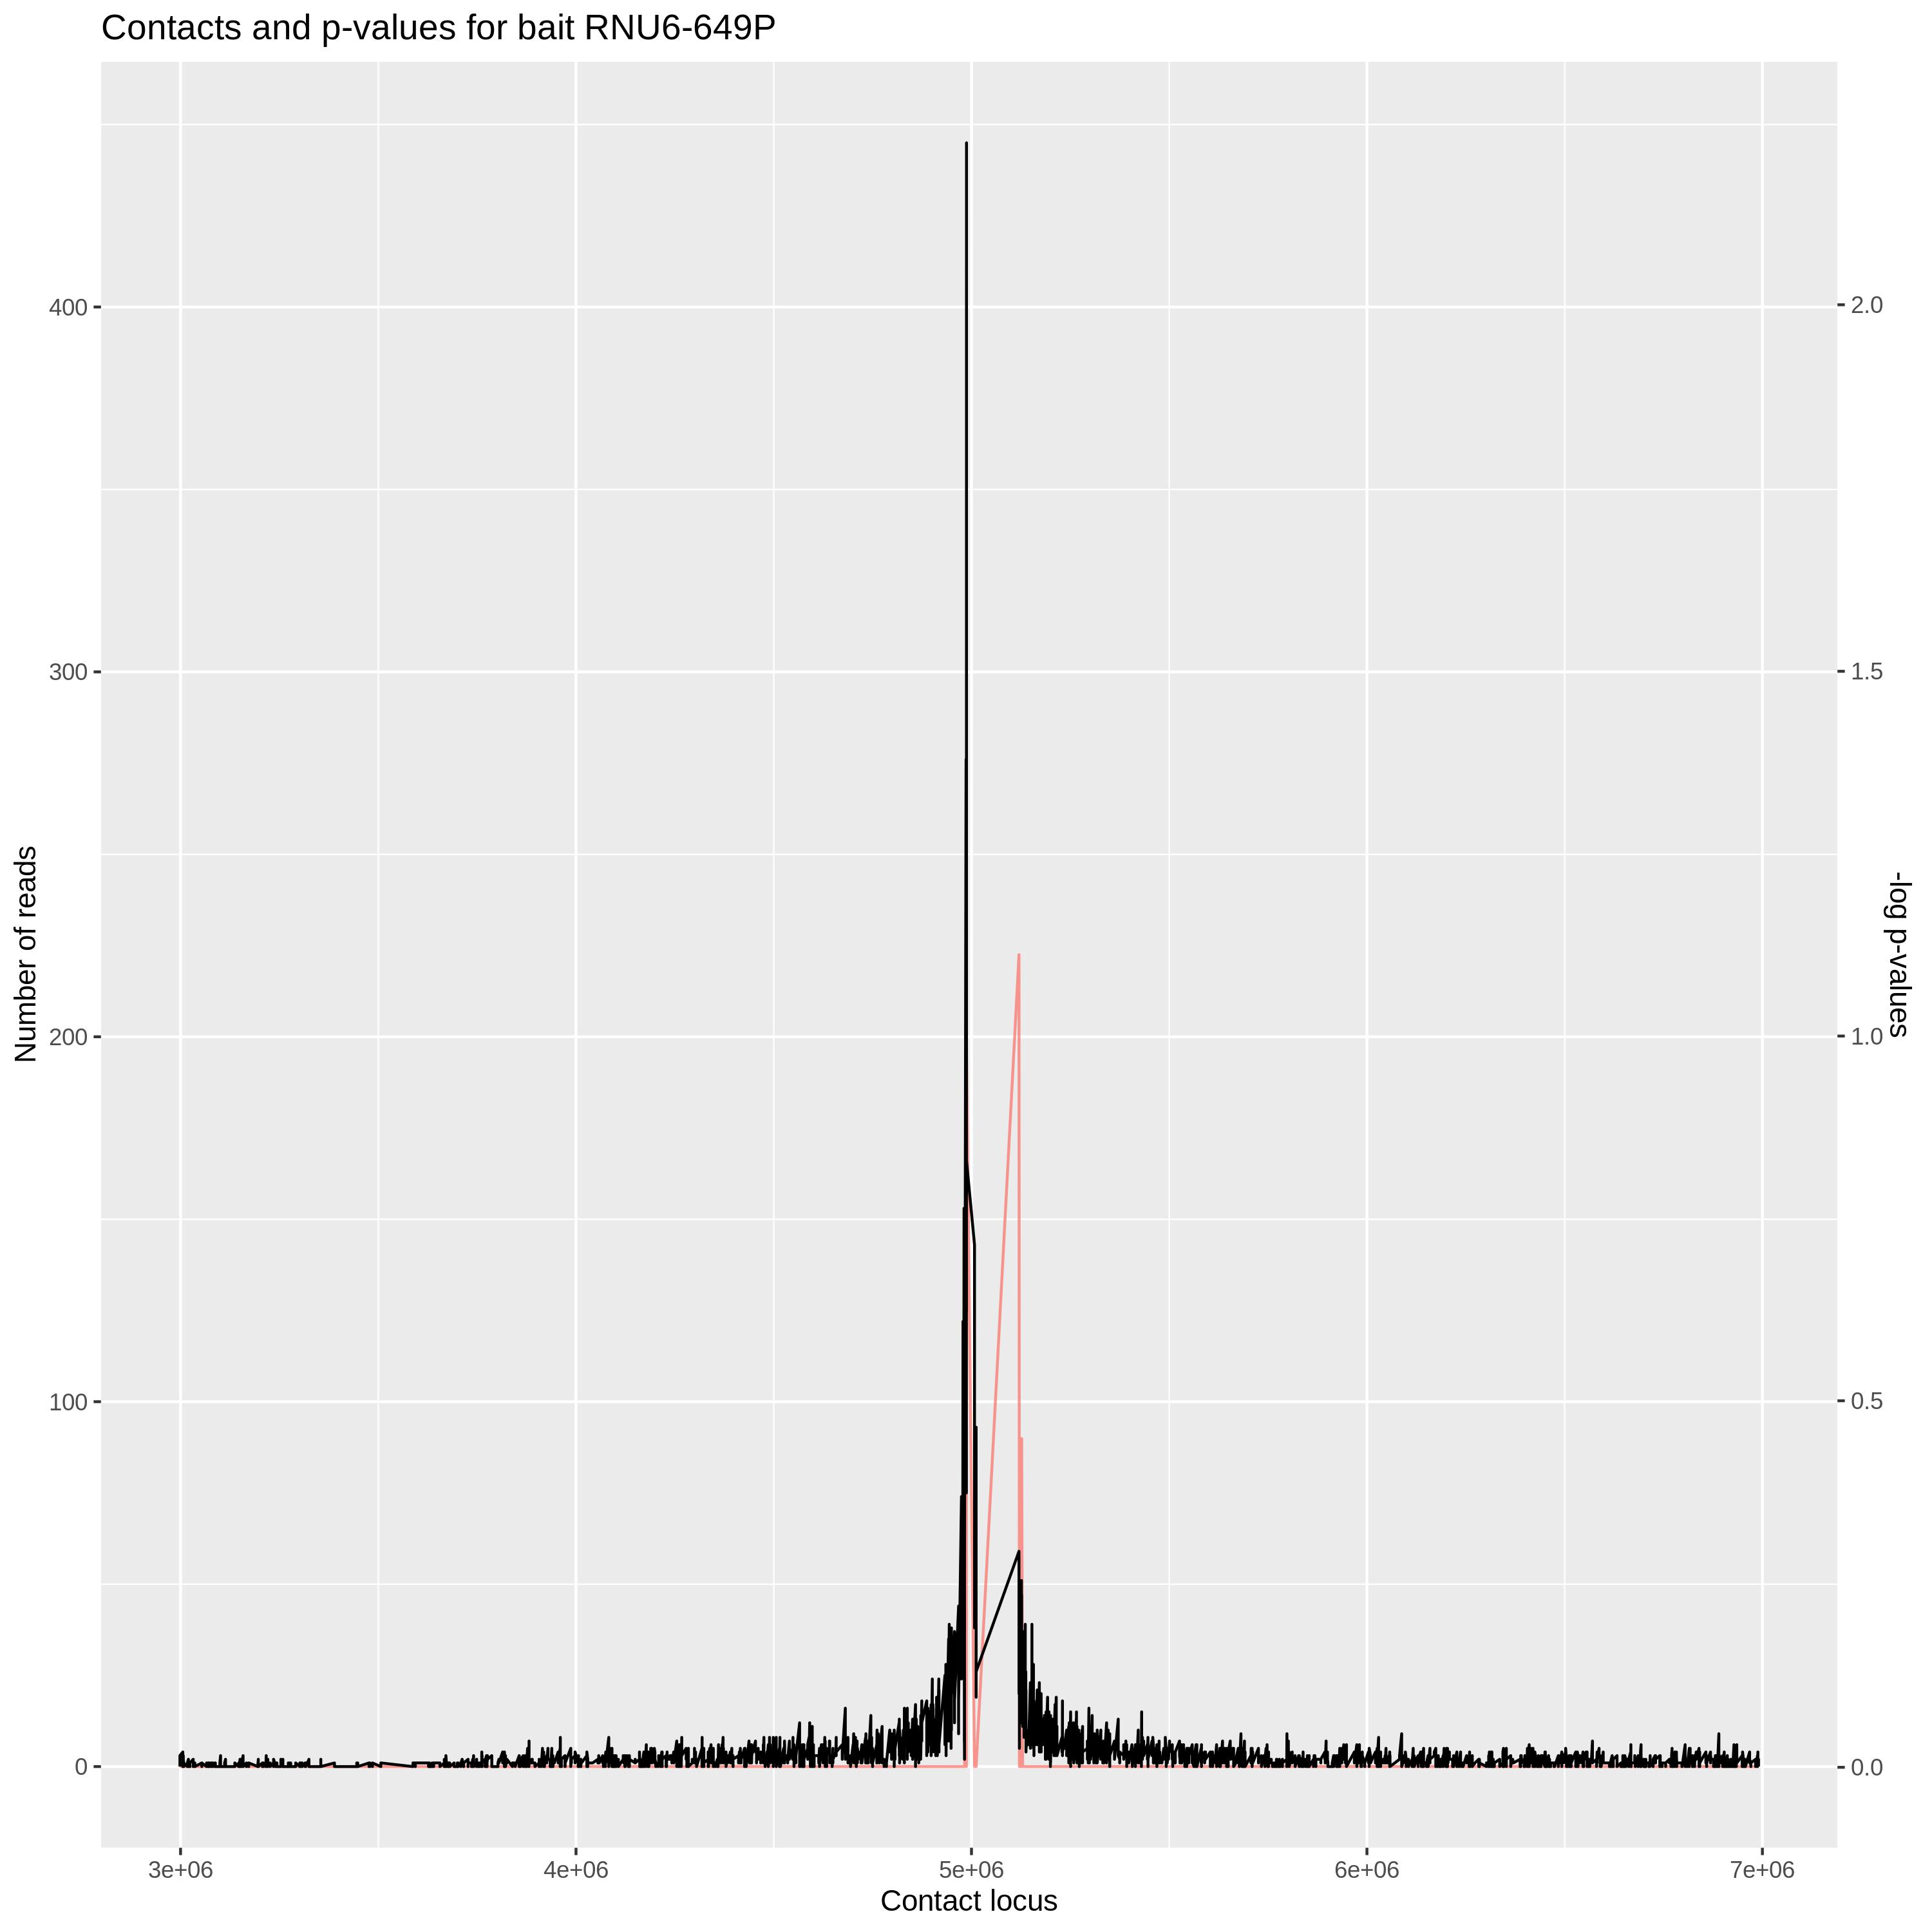 Contacts and p-values for bait RNU6-649P
Number of reads
400
300
200
100
0
2.0
1.5
1.0
0.5
0.0
-log p-values
3e+06
4e+06
5e+06
6e+06
7e+06
Contact locus